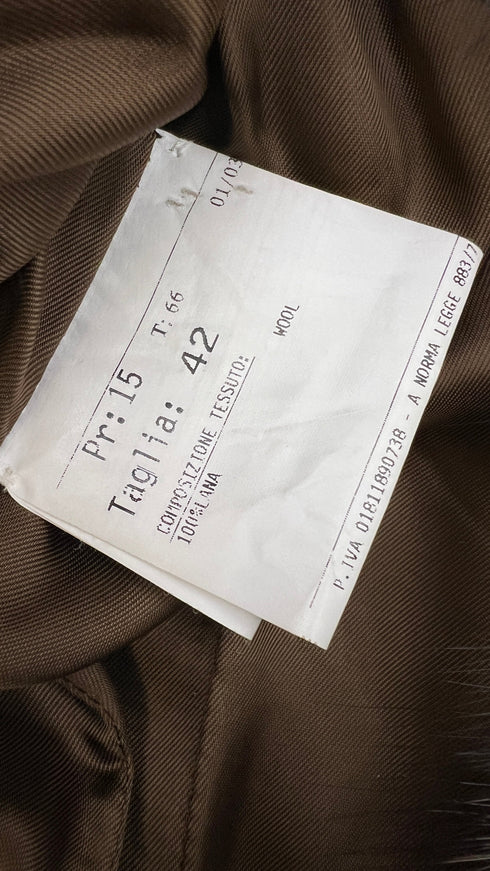 01/03
Pr: 15 T: 66
Taglia: 42
COMPOSIZIONE TESSUTO:
100%LANA WOOL
P. IVA 01811890738 - A NORMA LEGGE 883/7